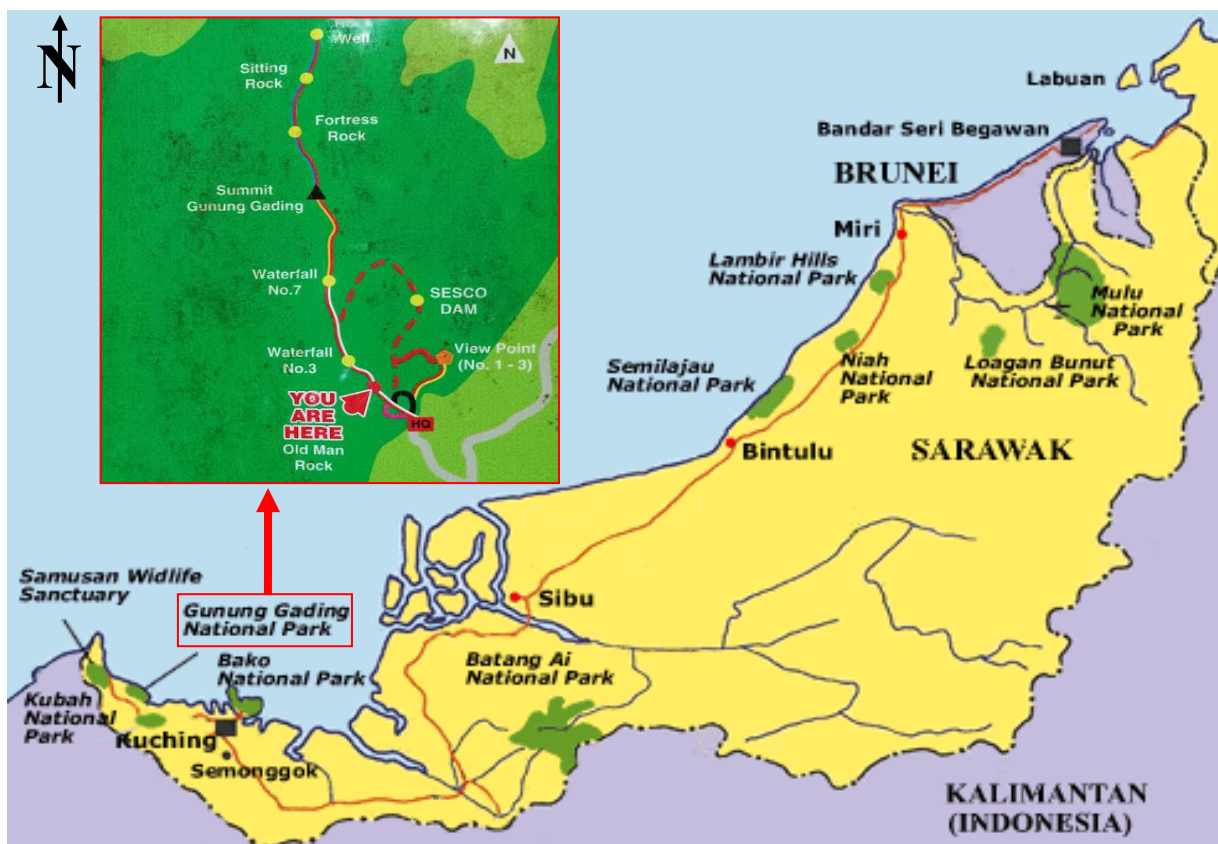 N
Well
N
Sitting
Rock
Fortress
Rock
Summit
Gunung Gading
Waterfall
No.7
SESCO
DAM
Waterfall
No.3
View Point
(No. 1 - 3)
YOU
ARE
HERE
HQ
Old Man
Rock
Labuan
Bandar Seri Begawan
BRUNEI
Miri
Lambir Hills
National Park
Mulu
National
Park
Semilajau
National Park
Niah
National
Park
Loagan Bunut
National Park
Bintulu
SARAWAK
Samusan Widlife
Sanctuary
Sibu
Gunung Gading
National Park
Bako
National Park
Batang Ai
National Park
Kubah
National
Park
Kuching
Semonggok
KALIMANTAN
(INDONESIA)